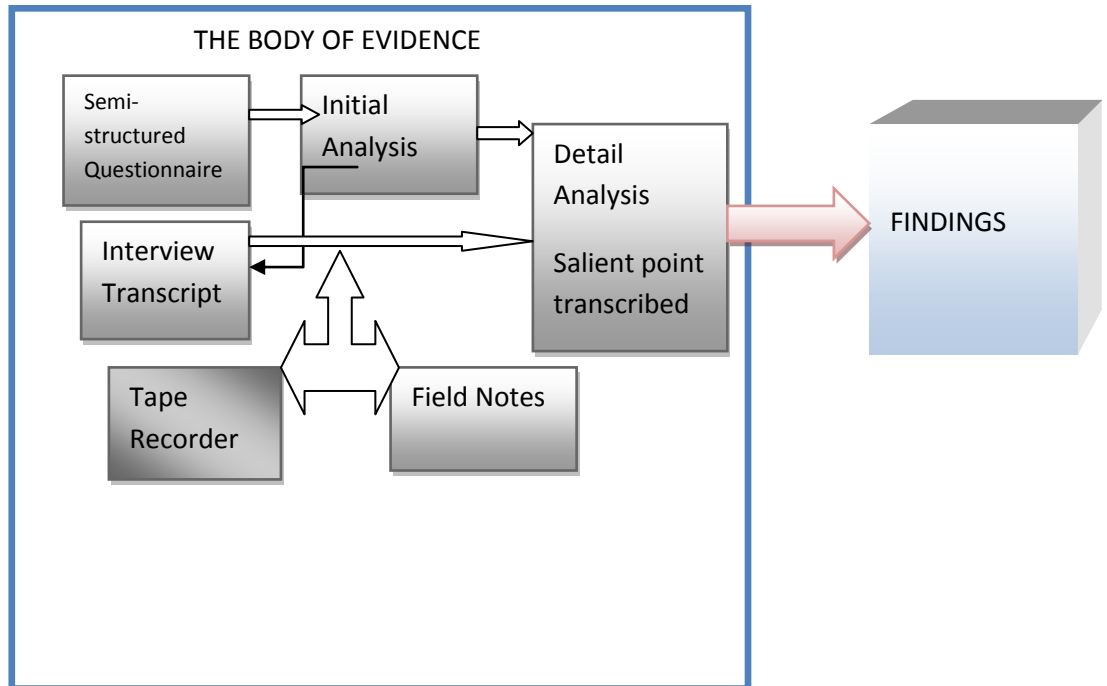 THE BODY OF EVIDENCE
Semi-
structured
Questionnaire
Initial
Analysis
Detail
Analysis
Salient point
transcribed
FINDINGS
Interview
Transcript
Tape
Recorder
Field Notes